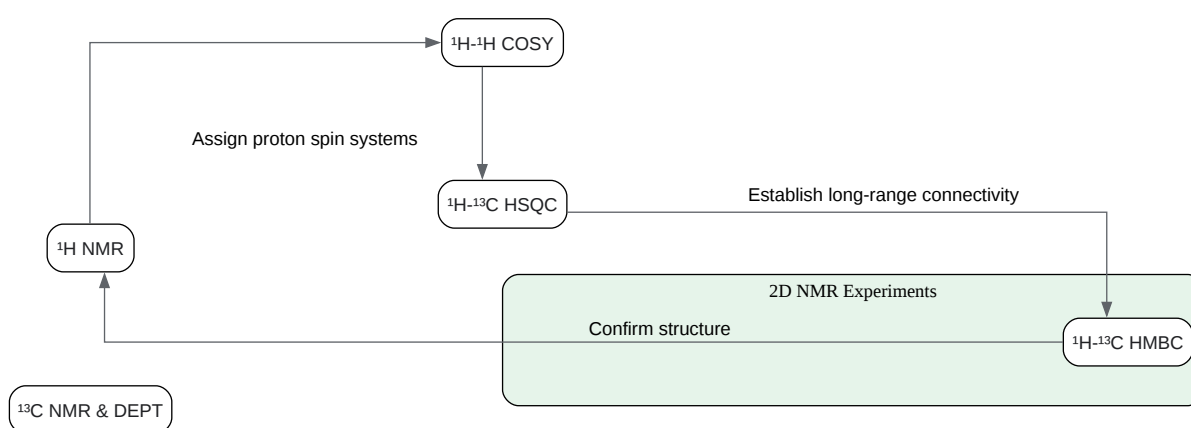 ¹H-¹H COSY
Assign proton spin systems
¹H-¹³C HSQC
Establish long-range connectivity
¹H NMR
2D NMR Experiments
Confirm structure
¹H-¹³C HMBC
¹³C NMR & DEPT